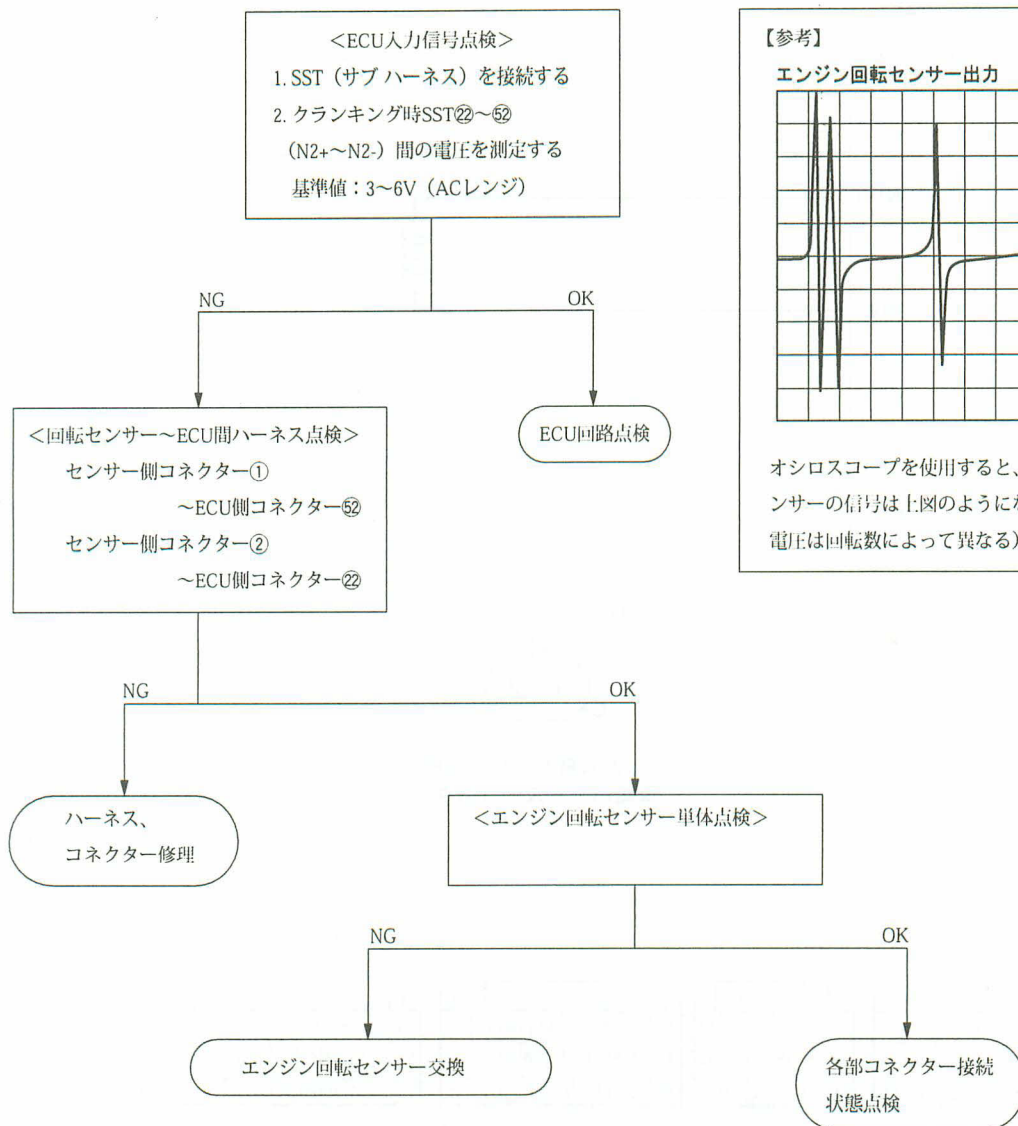 <ECU入力信号点検>
1. SST（サブ ハーネス）を接続する
2. クランキング時SST㉒～㊷
（N2+～N2-）間の電圧を測定する
基準値：3～6V（ACレンジ）
【参考】
エンジン回転センサー出力
オシロスコープを使用すると、
ンサーの信号は上図のように
電圧は回転数によって異なる）
NG
OK
<回転センサー～ECU間ハーネス点検>
センサー側コネクター①
～ECU側コネクター㊾
センサー側コネクター②
～ECU側コネクター㉒
ECU回路点検
NG
OK
ハーネス、
コネクター修理
<エンジン回転センサー単体点検>
NG
OK
エンジン回転センサー交換
各部コネクター接続
状態点検